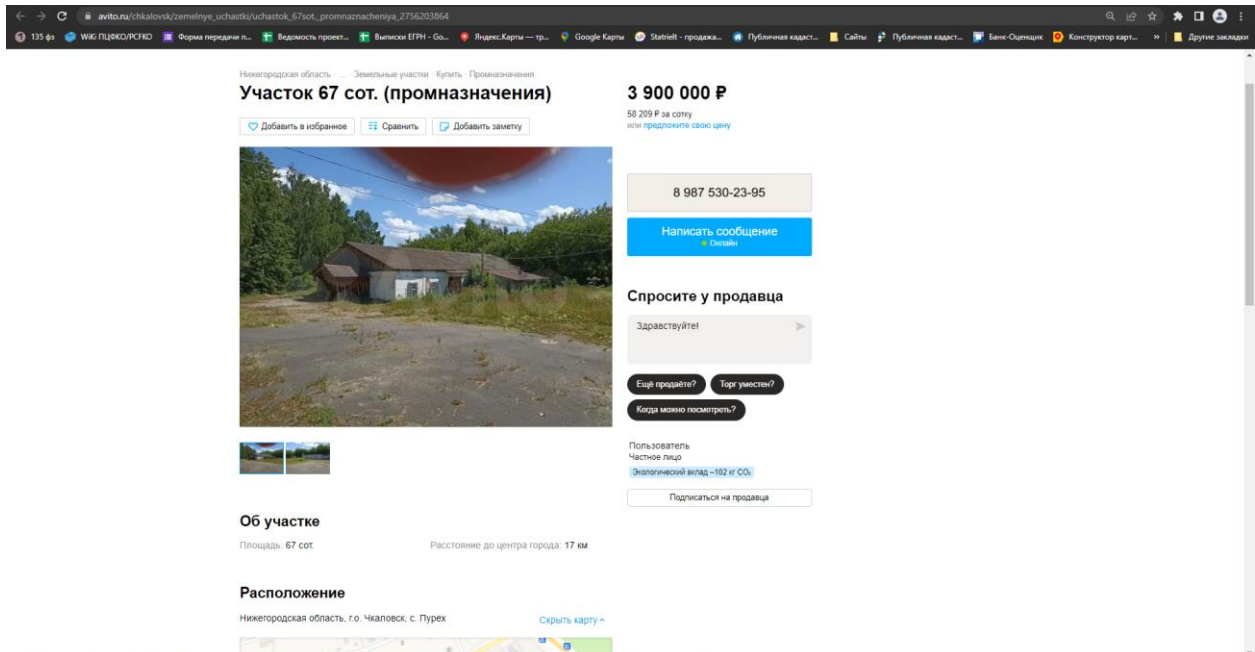 avito.ru/chkalovsk/zemelnye_uchastki/uchastok_67sot._promnaznacheniya_2756203864
135 фз WiKi ПЦФКО/РСFКО Форма передачи п... Ведомость проект... Выписки ЕГРН - Go... Яндекс.Карты — тр... Google Карты Statrielt - продажа... Публичная кадаст... Сайты Публичная кадаст... Банк-Оценщик Конструктор карт... » Другие закладки
Нижегородская область · ... · Земельные участки · Купить · Промназначения
Участок 67 сот. (промназначения)
3 900 000 ₽
58 209 ₽ за сотку
или предложите свою цену
Добавить в избранное Сравнить Добавить заметку
8 987 530-23-95
Написать сообщение
Онлайн
Спросите у продавца
Здравствуйте!
Ещё продаёте? Торг уместен?
Когда можно посмотреть?
Пользователь
Частное лицо
Экологический вклад −102 кг CO₂
Подписаться на продавца
Об участке
Площадь: 67 сот. Расстояние до центра города: 17 км
Расположение
Нижегородская область, г.о. Чкаловск, с. Пурех Скрыть карту